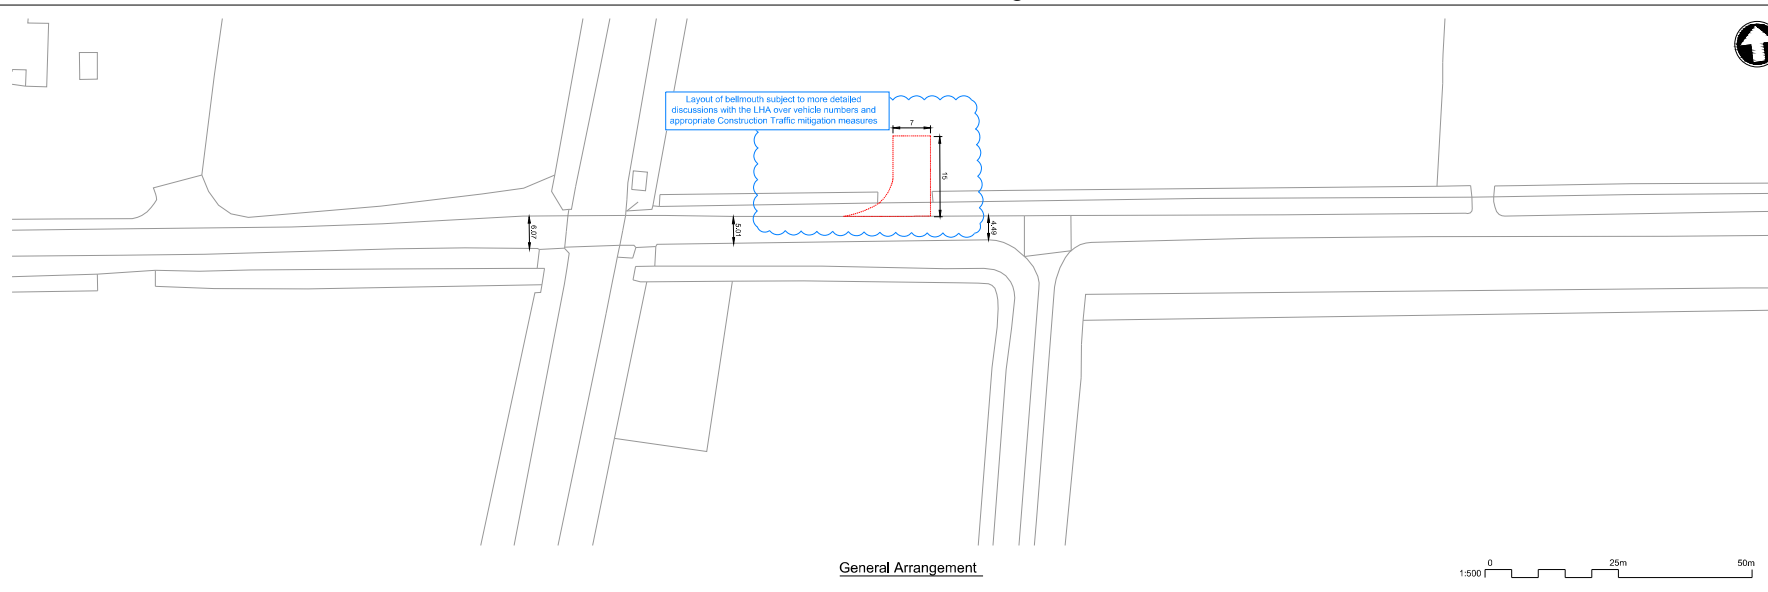 Layout of bellmouth subject to more detailed
discussions with the LHA over vehicle numbers and
appropriate Construction Traffic mitigation measures
7
15
6.07
5.01
4.49
General Arrangement
1:500
0
25m
50m